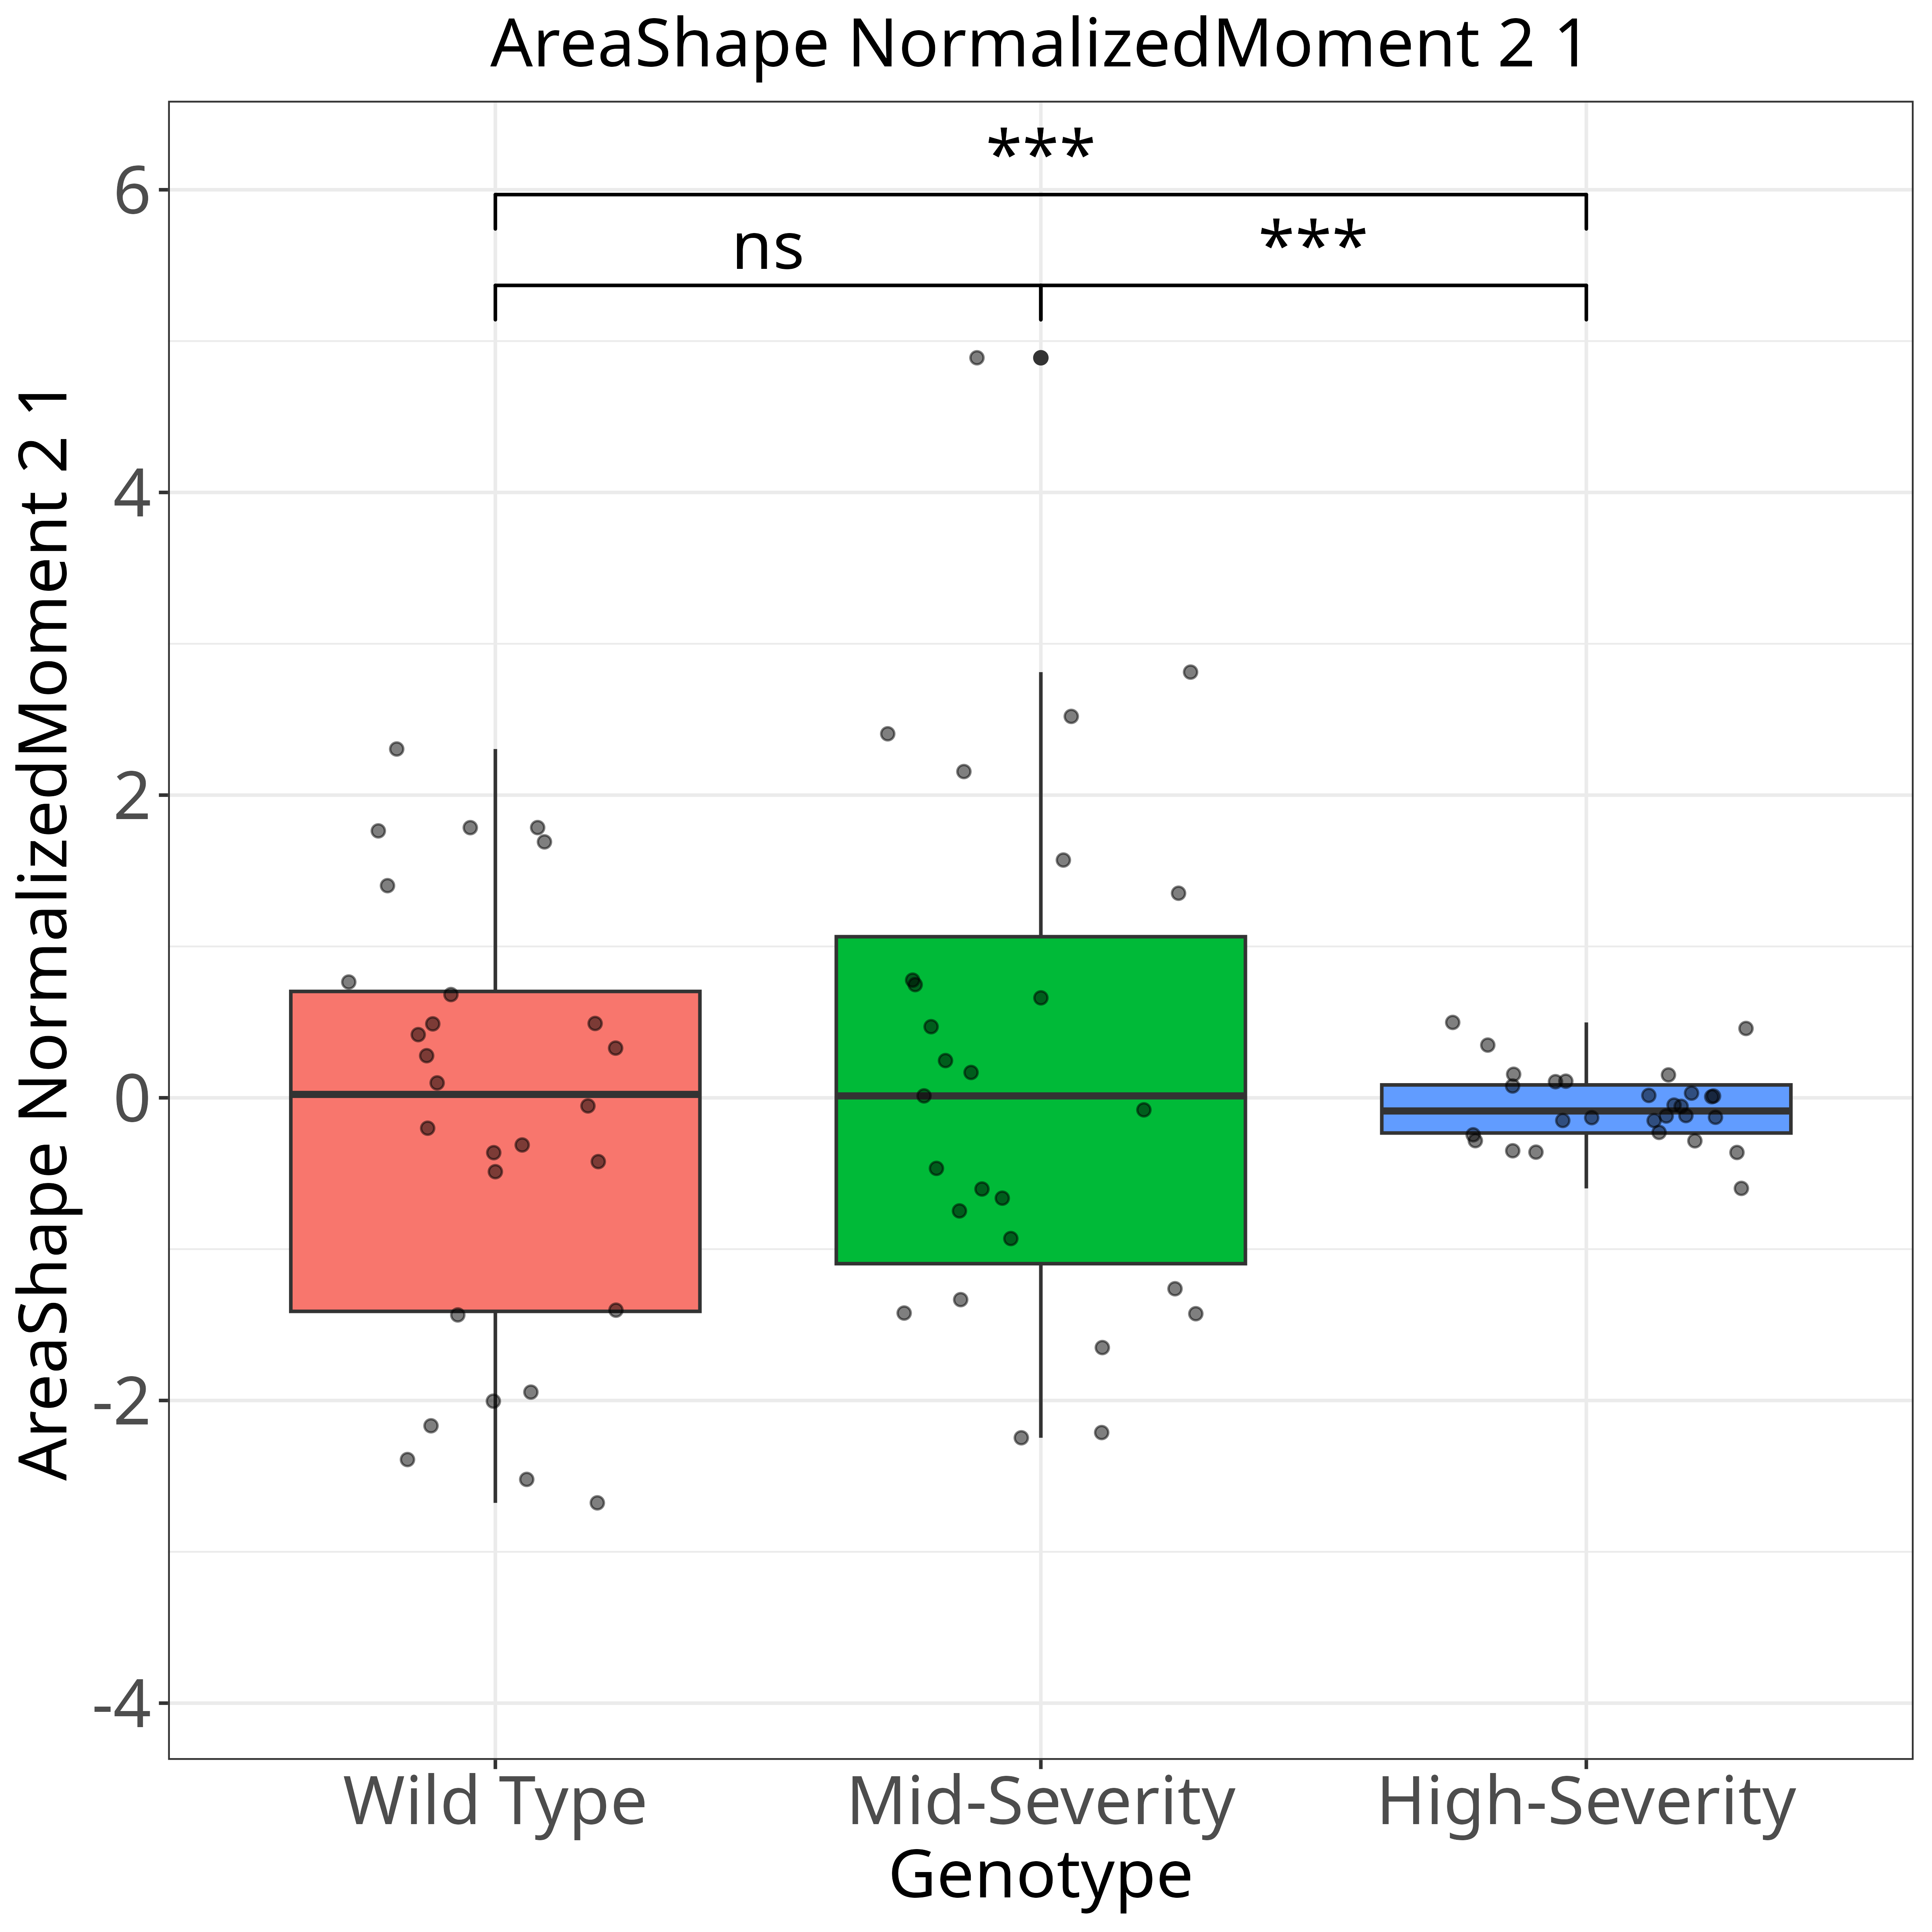 AreaShape NormalizedMoment 2 1
***
ns
***
AreaShape NormalizedMoment 2 1
6
4
2
0
-2
-4
Wild Type
Mid-Severity
High-Severity
Genotype